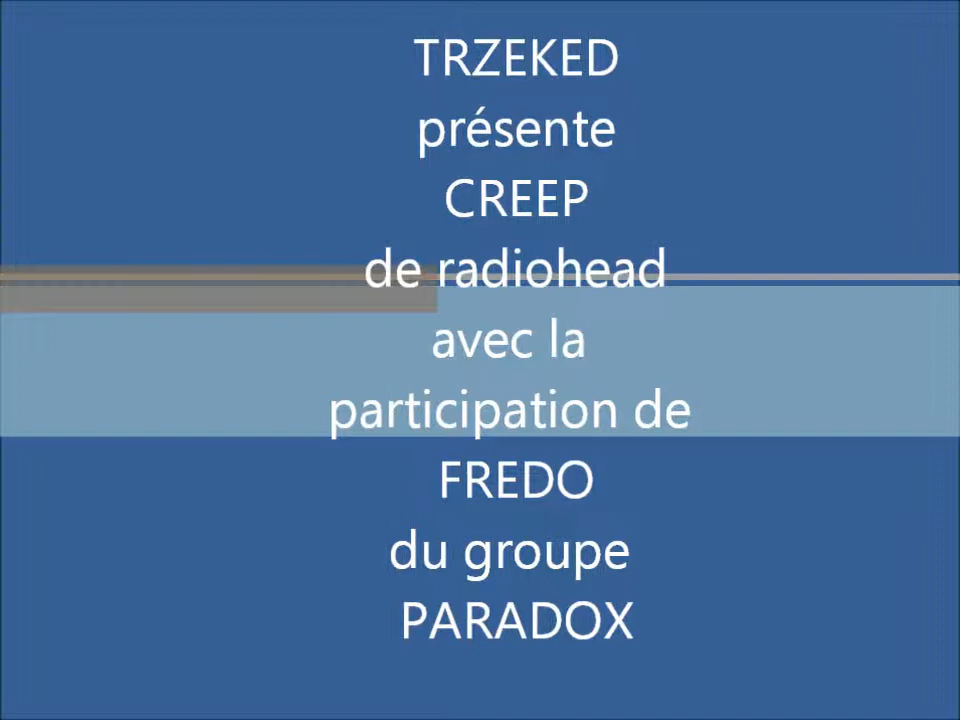 TRZEKED
présente
CREEP
de radiohead
avec la
participation de
FREDO
du groupe
PARADOX